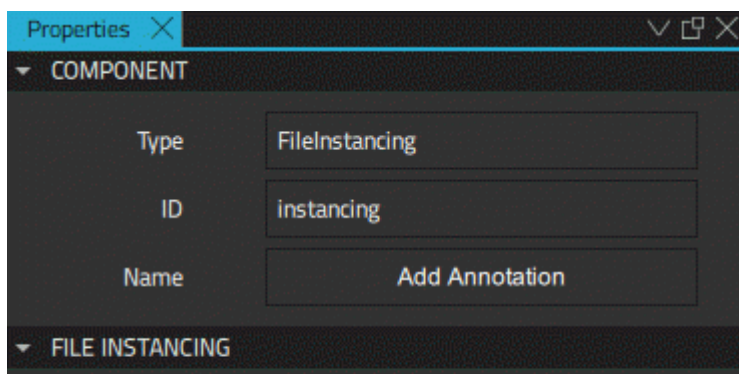 Properties
COMPONENT
Type FileInstancing
ID instancing
Name Add Annotation
FILE INSTANCING